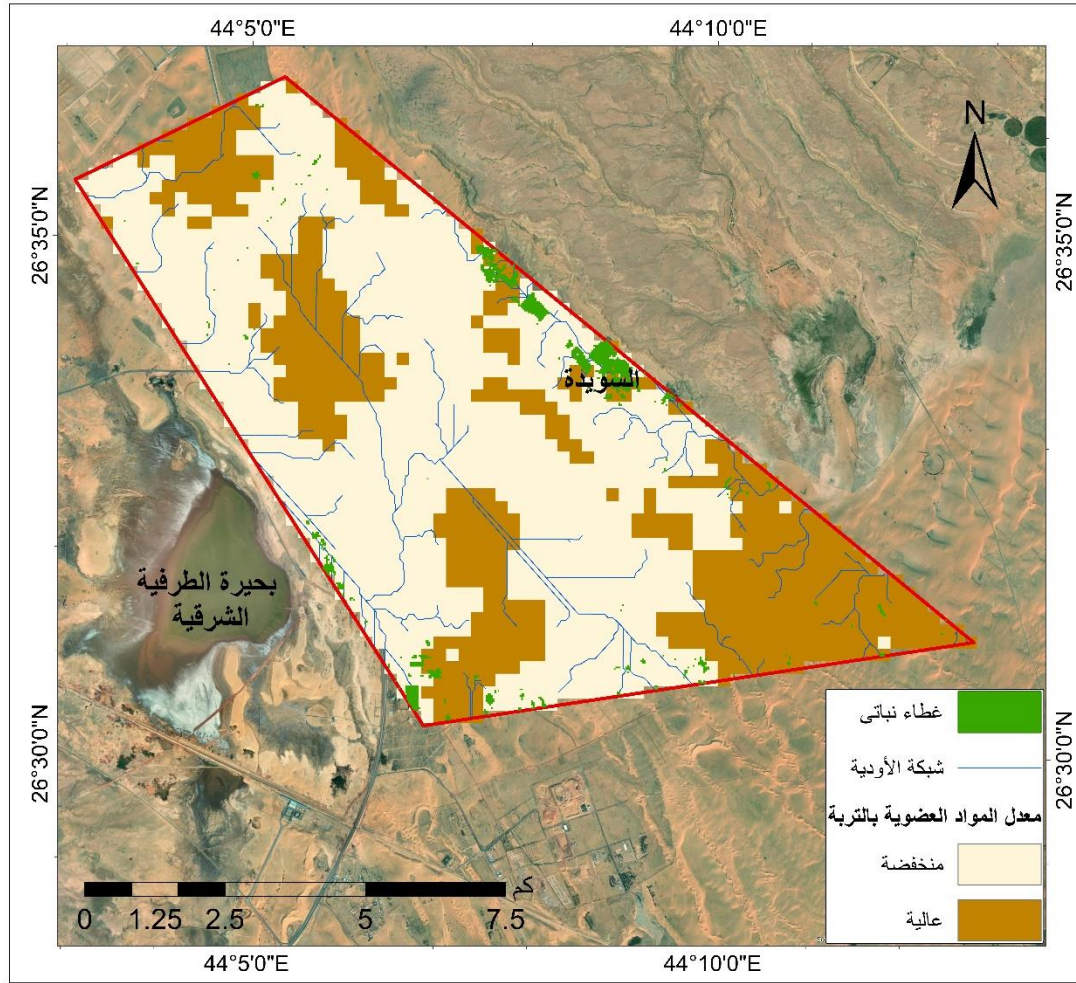 44°5'0"E
44°10'0"E
N
26°35'0"N
26°35'0"N
السويدة
بحيرة الطرفية
الشرقية
26°30'0"N
26°30'0"N
غطاء نباتى
شبكة الأودية
معدل المواد العضوية بالتربة
منخفضة
عالية
كم
0 1.25 2.5 5 7.5
44°5'0"E
44°10'0"E